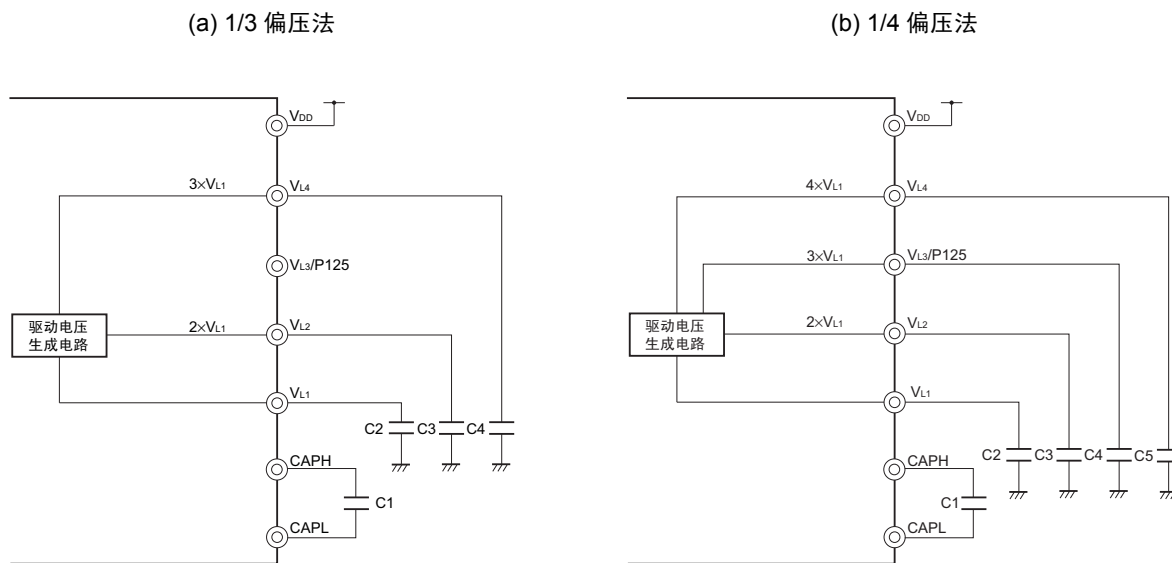 (a) 1/3 偏压法
VDD
3×VL1
VL4
VL3/P125
驱动电压
生成电路
2×VL1
VL2
VL1
C2
C3
C4
CAPH
C1
CAPL
(b) 1/4 偏压法
VDD
4×VL1
VL4
3×VL1
VL3/P125
驱动电压
生成电路
2×VL1
VL2
VL1
C2
C3
C4
C5
CAPH
C1
CAPL